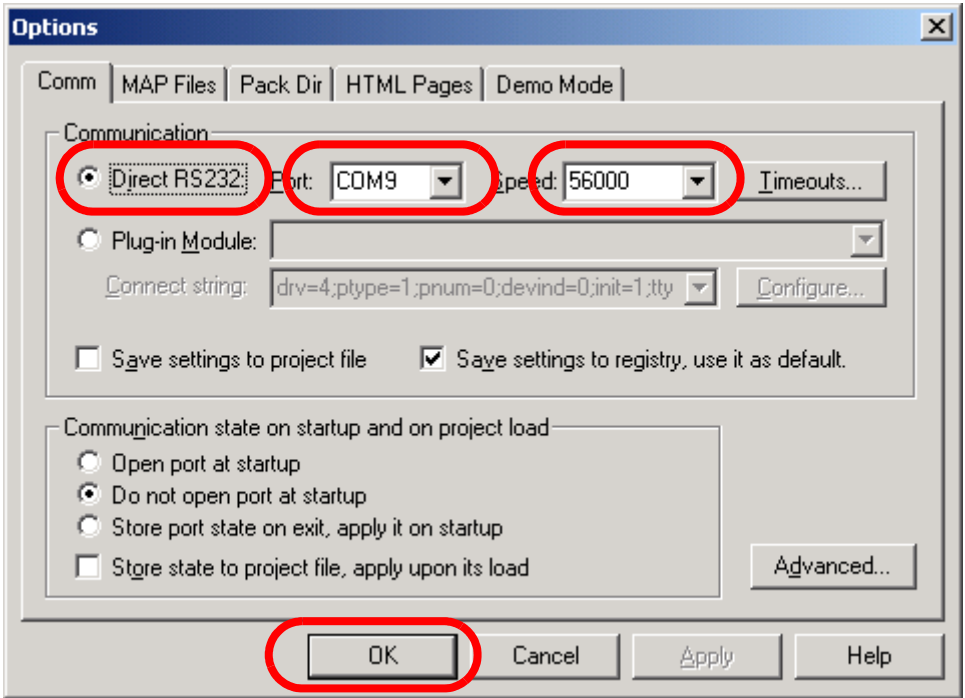 Options
Comm MAP Files Pack Dir HTML Pages Demo Mode
Communication
Direct RS232: Port: COM9 Speed: 56000 Timeouts...
Plug-in Module:
Connect string: drv=4;ptype=1;pnum=0;devind=0;init=1;tty Configure...
Save settings to project file Save settings to registry, use it as default.
Communication state on startup and on project load
Open port at startup
Do not open port at startup
Store port state on exit, apply it on startup
Store state to project file, apply upon its load
Advanced...
OK Cancel Apply Help